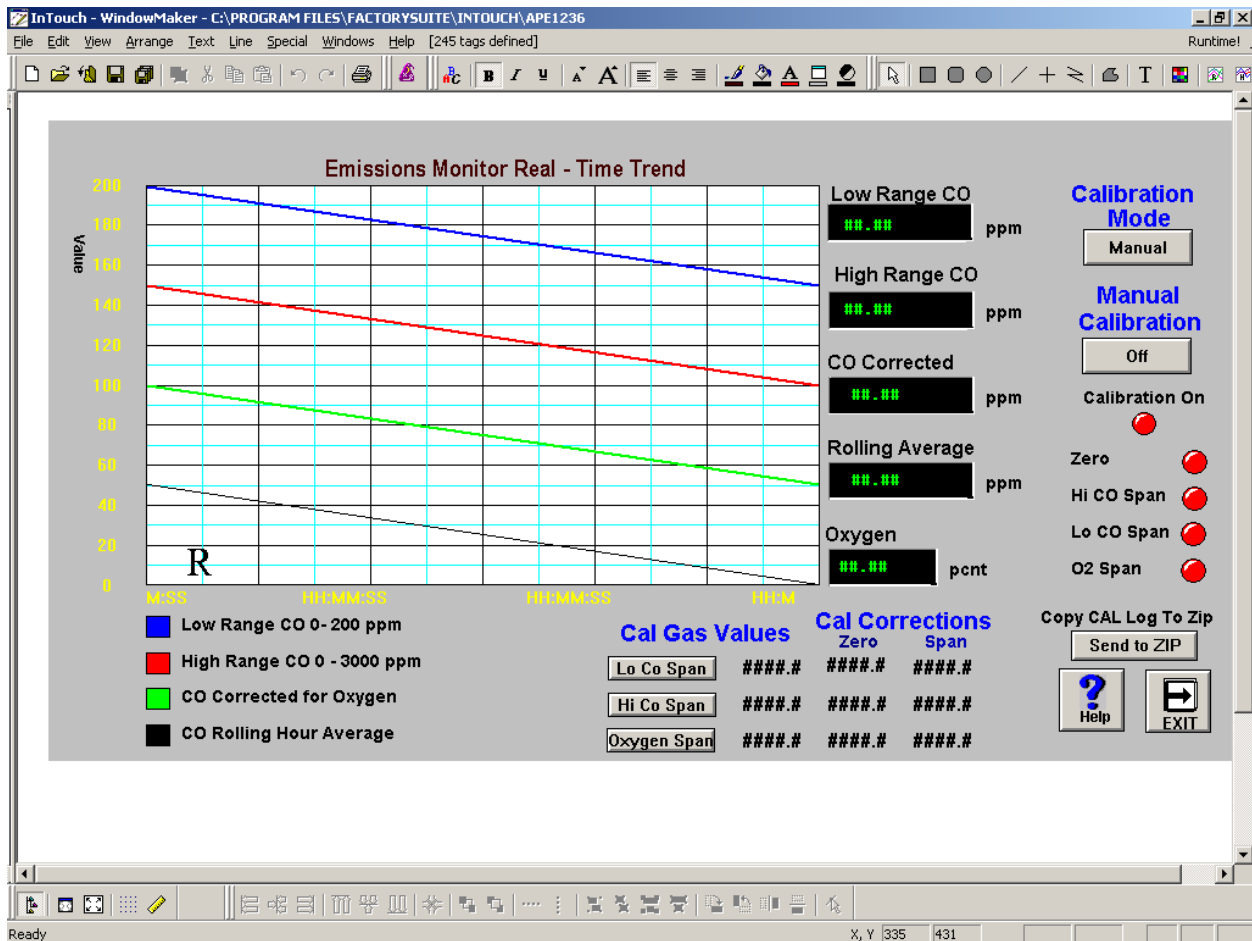 InTouch - WindowMaker - C:\PROGRAM FILES\FACTORYSUITE\INTOUCH\APE1236
File Edit View Arrange Text Line Special Windows Help [245 tags defined] Runtime!
Emissions Monitor Real - Time Trend
Value
200
180
160
140
120
100
80
60
40
20
0
R
M:SS HH:MM:SS HH:MM:SS HH:M
Low Range CO 0- 200 ppm
High Range CO 0 - 3000 ppm
CO Corrected for Oxygen
CO Rolling Hour Average
Low Range CO
##.## ppm
High Range CO
##.## ppm
CO Corrected
##.## ppm
Rolling Average
##.## ppm
Oxygen
##.## pcnt
Calibration
Mode
Manual
Manual
Calibration
Off
Calibration On
Zero
Hi CO Span
Lo CO Span
O2 Span
Cal Gas Values
Cal Corrections
Zero Span
Lo Co Span ####.# ####.# ####.#
Hi Co Span ####.# ####.# ####.#
Oxygen Span ####.# ####.# ####.#
Copy CAL Log To Zip
Send to ZIP
Help
EXIT
Ready X, Y 335 431